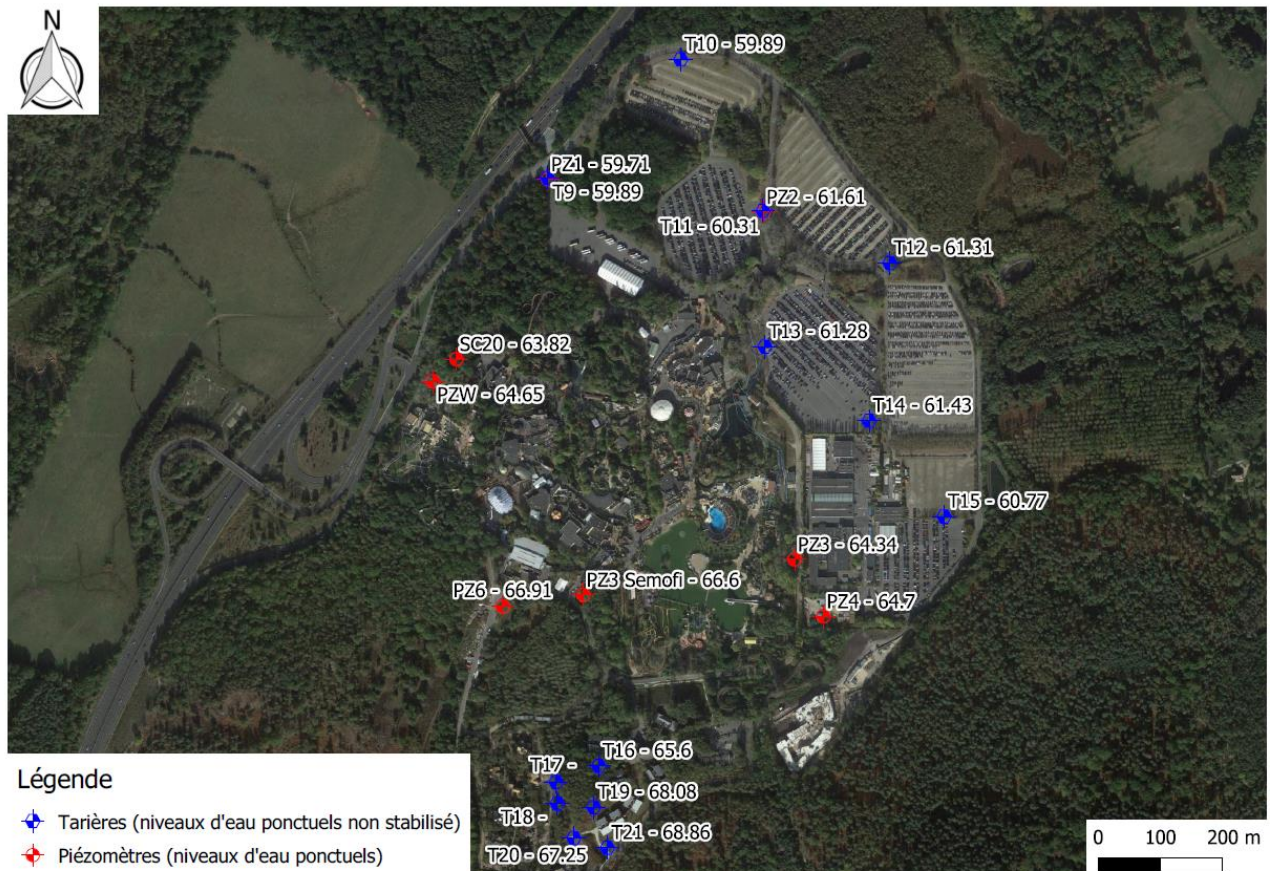 N
T10 - 59.89
PZ1 - 59.71
T9 - 59.89
PZ2 - 61.61
T11 - 60.31
T12 - 61.31
T13 - 61.28
SC20 - 63.82
PZW - 64.65
T14 - 61.43
T15 - 60.77
PZ3 - 64.34
PZ3 Semofi - 66.6
PZ6 - 66.91
PZ4 - 64.7
T16 - 65.6
T17 -
T19 - 68.08
T18 -
T21 - 68.86
T20 - 67.25
Légende
Tarières (niveaux d'eau ponctuels non stabilisé)
Piézomètres (niveaux d'eau ponctuels)
0 100 200 m